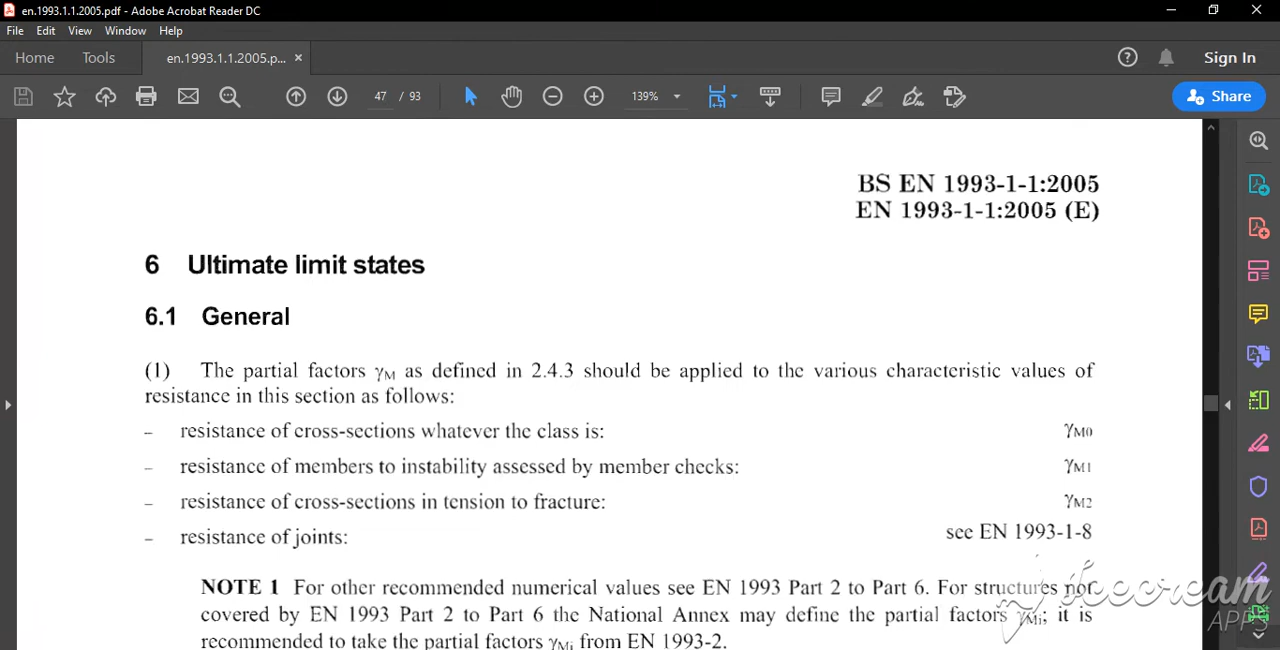 en.1993.1.1.2005.pdf - Adobe Acrobat Reader DC
File Edit View Window Help
Home Tools en.1993.1.1.2005.p... × Sign In
47 / 93 139% Share
BS EN 1993-1-1:2005
EN 1993-1-1:2005 (E)
6 Ultimate limit states
6.1 General
(1) The partial factors γM as defined in 2.4.3 should be applied to the various characteristic values of
resistance in this section as follows:
– resistance of cross-sections whatever the class is: γM0
– resistance of members to instability assessed by member checks: γM1
– resistance of cross-sections in tension to fracture: γM2
– resistance of joints: see EN 1993-1-8
NOTE 1 For other recommended numerical values see EN 1993 Part 2 to Part 6. For structures not
covered by EN 1993 Part 2 to Part 6 the National Annex may define the partial factors γMi; it is
recommended to take the partial factors γMi from EN 1993-2.
Icecream
APPS